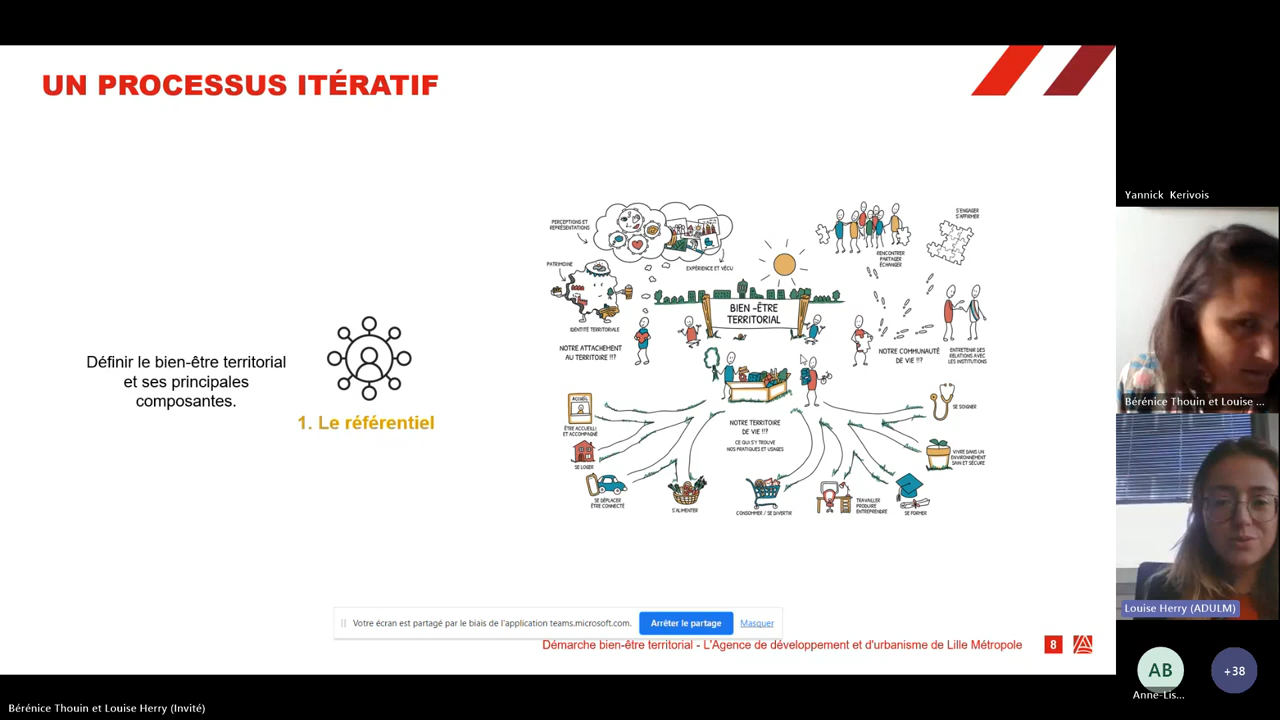 UN PROCESSUS ITÉRATIF
Définir le bien-être territorial
et ses principales
composantes.
1. Le référentiel
PERCEPTIONS ET
REPRÉSENTATIONS
EXPÉRIENCE ET VÉCU
PATRIMOINE
IDENTITÉ TERRITORIALE
NOTRE ATTACHEMENT
AU TERRITOIRE !!?
BIEN-ÊTRE
TERRITORIAL
S'ENGAGER
S'AFFIRMER
RENCONTRER
PARTAGER
ÉCHANGER
NOTRE COMMUNAUTÉ
DE VIE !!?
ENTRETENIR DES
RELATIONS AVEC
LES INSTITUTIONS
NOTRE TERRITOIRE
DE VIE !!?
CE QUI S'Y TROUVE
NOS PRATIQUES ET USAGES
ACCUEIL
ÊTRE ACCUEILLI
ET ACCOMPAGNÉ
SE LOGER
SE DÉPLACER
ÊTRE CONNECTÉ
S'ALIMENTER
CONSOMMER / SE DIVERTIR
TRAVAILLER
PRODUIRE
ENTREPRENDRE
SE FORMER
VIVRE DANS UN
ENVIRONNEMENT
SAIN ET SÉCURE
SE SOIGNER
Votre écran est partagé par le biais de l'application teams.microsoft.com.
Arrêter le partage
Masquer
Démarche bien-être territorial - L'Agence de développement et d'urbanisme de Lille Métropole
8
Yannick Kerivois
Bérénice Thouin et Louise ...
Louise Herry (ADULM)
AB
Anne-Lis...
+38
Bérénice Thouin et Louise Herry (Invité)